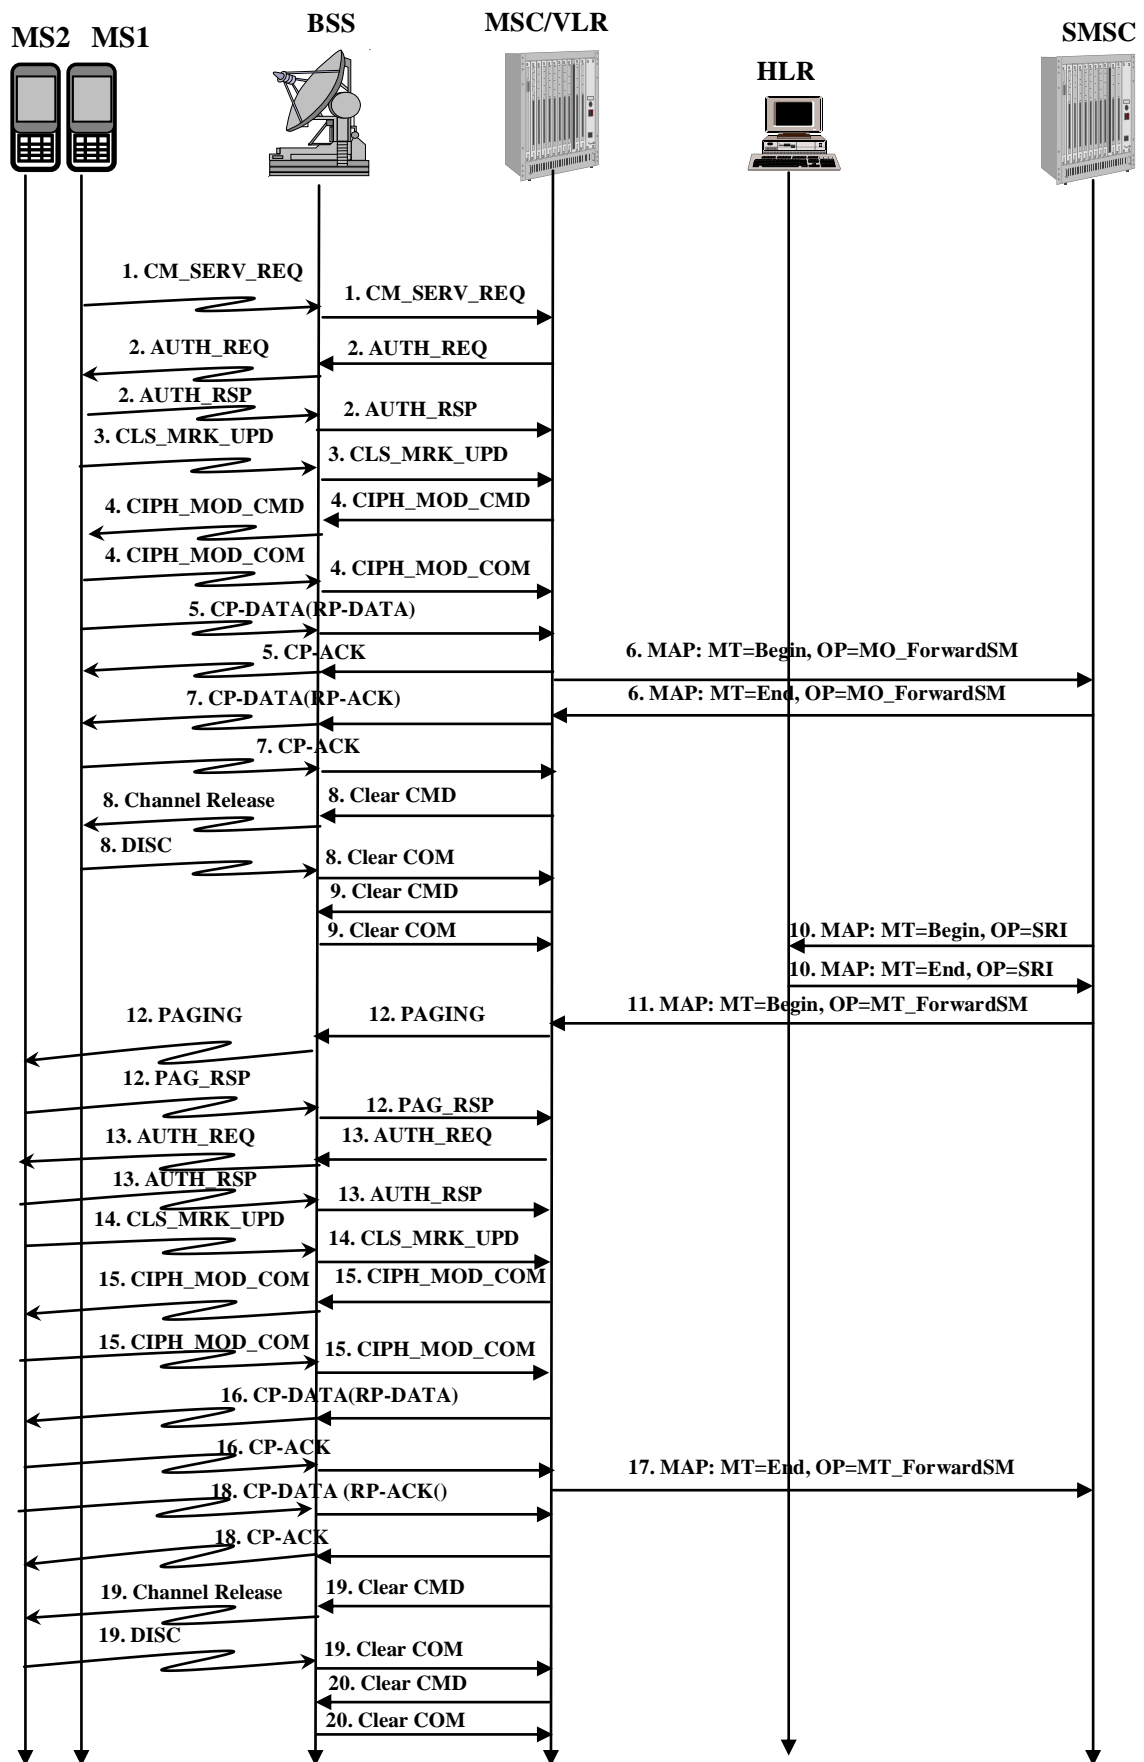 MS2 MS1
BSS
MSC/VLR
HLR
SMSC
1. CM_SERV_REQ
1. CM_SERV_REQ
2. AUTH_REQ
2. AUTH_REQ
2. AUTH_RSP
2. AUTH_RSP
3. CLS_MRK_UPD
3. CLS_MRK_UPD
4. CIPH_MOD_CMD
4. CIPH_MOD_CMD
4. CIPH_MOD_COM
4. CIPH_MOD_COM
5. CP-DATA(RP-DATA)
5. CP-ACK
6. MAP: MT=Begin, OP=MO_ForwardSM
7. CP-DATA(RP-ACK)
6. MAP: MT=End, OP=MO_ForwardSM
7. CP-ACK
8. Channel Release
8. Clear CMD
8. DISC
8. Clear COM
9. Clear CMD
9. Clear COM
10. MAP: MT=Begin, OP=SRI
10. MAP: MT=End, OP=SRI
11. MAP: MT=Begin, OP=MT_ForwardSM
12. PAGING
12. PAGING
12. PAG_RSP
12. PAG_RSP
13. AUTH_REQ
13. AUTH_REQ
13. AUTH_RSP
13. AUTH_RSP
14. CLS_MRK_UPD
14. CLS_MRK_UPD
15. CIPH_MOD_COM
15. CIPH_MOD_COM
15. CIPH_MOD_COM
15. CIPH_MOD_COM
16. CP-DATA(RP-DATA)
16. CP-ACK
17. MAP: MT=End, OP=MT_ForwardSM
18. CP-DATA (RP-ACK()
18. CP-ACK
19. Channel Release
19. Clear CMD
19. DISC
19. Clear COM
20. Clear CMD
20. Clear COM